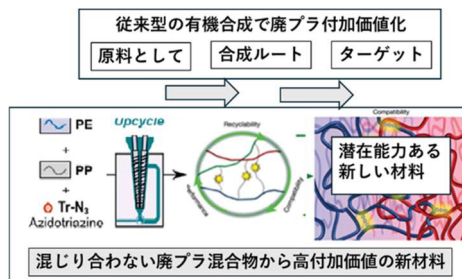 従来型の有機合成で廃プラ付加価値化
原料として
合成ルート
ターゲット
PE
+
PP
+
Tr-N₃
Azidotriazine
Upcycle
Recyclability
Performance
Compatibility
Compatibility
潜在能力ある
新しい材料
混じり合わない廃プラ混合物から高付加価値の新材料